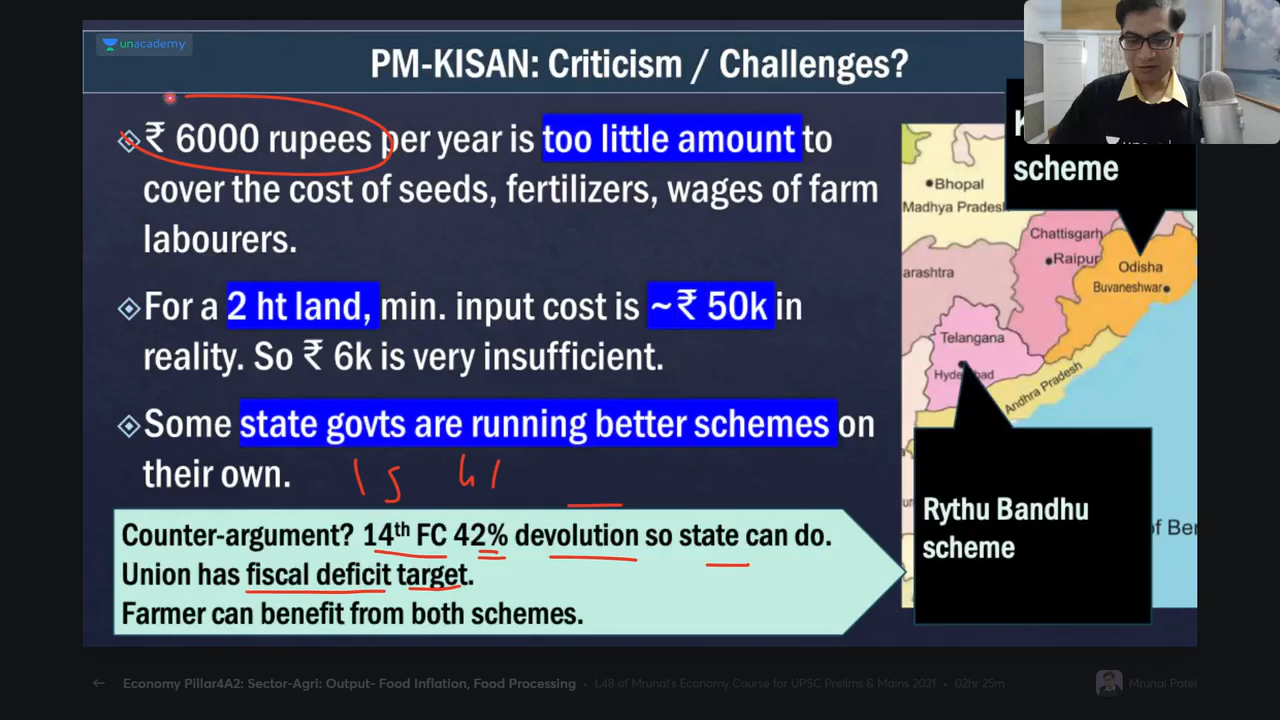 unacademy
PM-KISAN: Criticism / Challenges?
₹ 6000 rupees per year is too little amount to
cover the cost of seeds, fertilizers, wages of farm
labourers.
For a 2 ht land, min. input cost is ~₹ 50k in
reality. So ₹ 6k is very insufficient.
Some state govts are running better schemes on
their own.
15 41
Counter-argument? 14th FC 42% devolution so state can do.
Union has fiscal deficit target.
Farmer can benefit from both schemes.
scheme
Bhopal
Madhya Pradesh
Chattisgarh
Raipur
Odisha
Buvaneshwar
arashtra
Telangana
Andhra Pradesh
Rythu Bandhu
scheme
of Ben
← Economy Pillar4A2: Sector-Agri: Output- Food Inflation, Food Processing · L48 of Mrunal's Economy Course for UPSC Prelims & Mains 2021 · 02hr 25m
Mrunal Patel